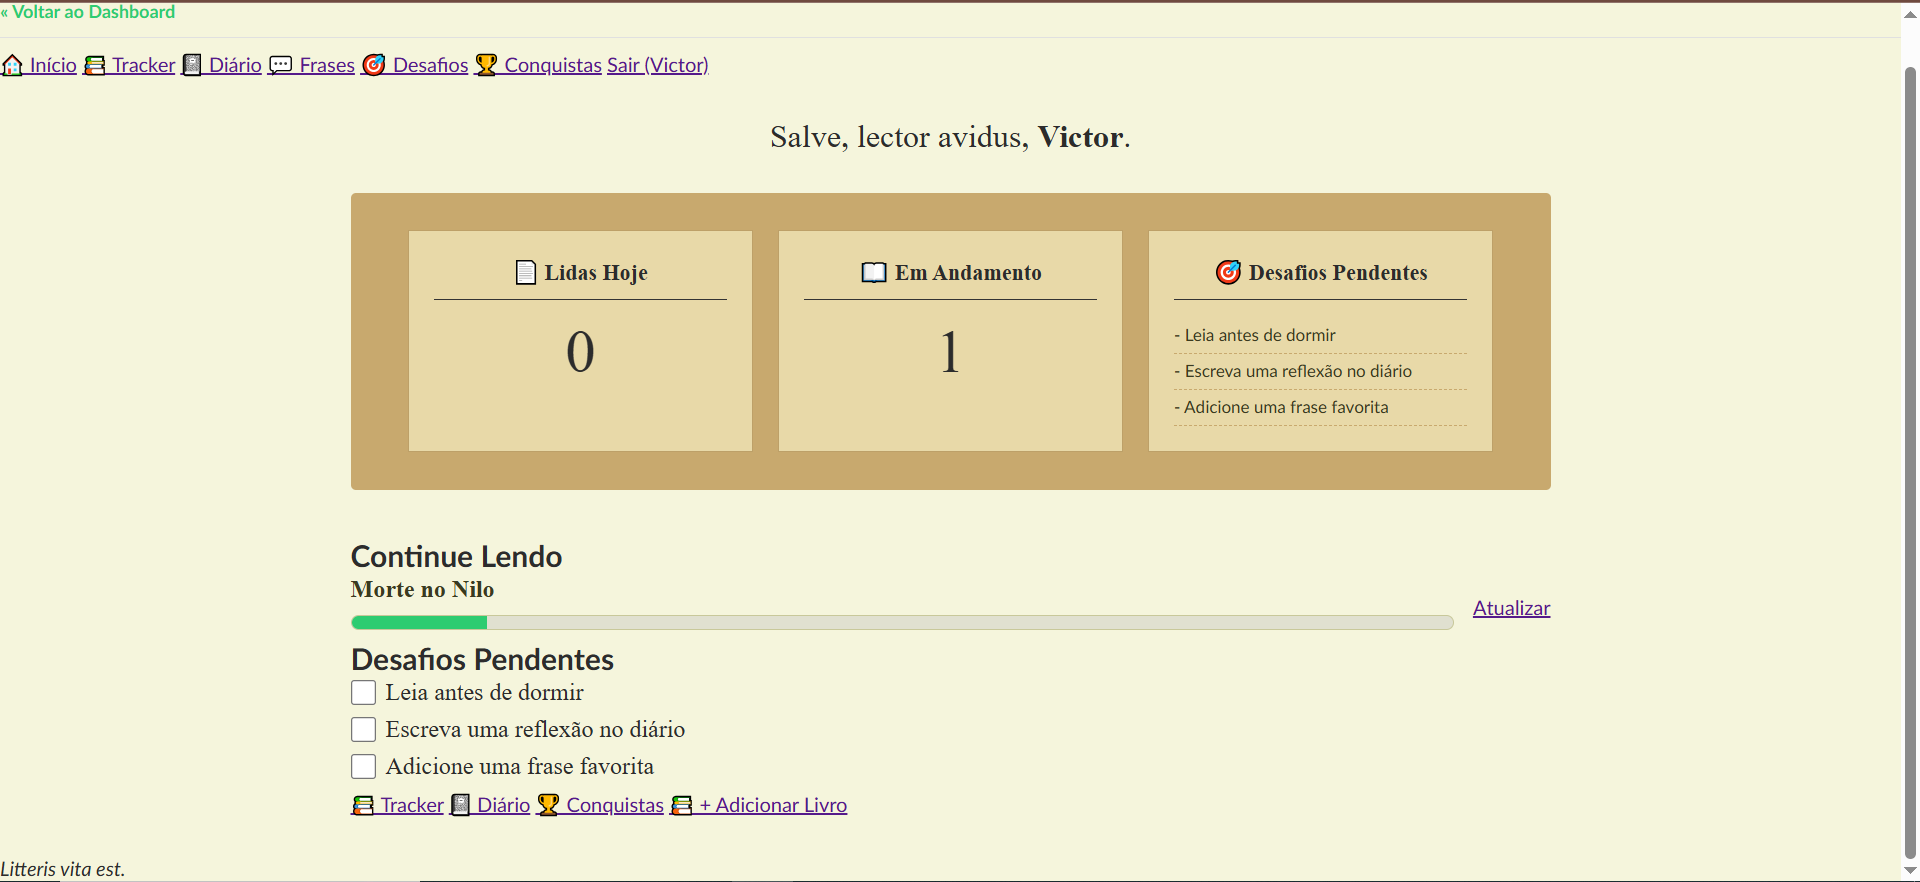 « Voltar ao Dashboard
🏠 Início 📚 Tracker 📓 Diário 💬 Frases 🎯 Desafios 🏆 Conquistas Sair (Victor)
Salve, lector avidus, Victor.
📄 Lidas Hoje
0
📖 Em Andamento
1
🎯 Desafios Pendentes
- Leia antes de dormir
- Escreva uma reflexão no diário
- Adicione uma frase favorita
Continue Lendo
Morte no Nilo
Atualizar
Desafios Pendentes
Leia antes de dormir
Escreva uma reflexão no diário
Adicione uma frase favorita
📚 Tracker 📓 Diário 🏆 Conquistas 📚 + Adicionar Livro
Litteris vita est.